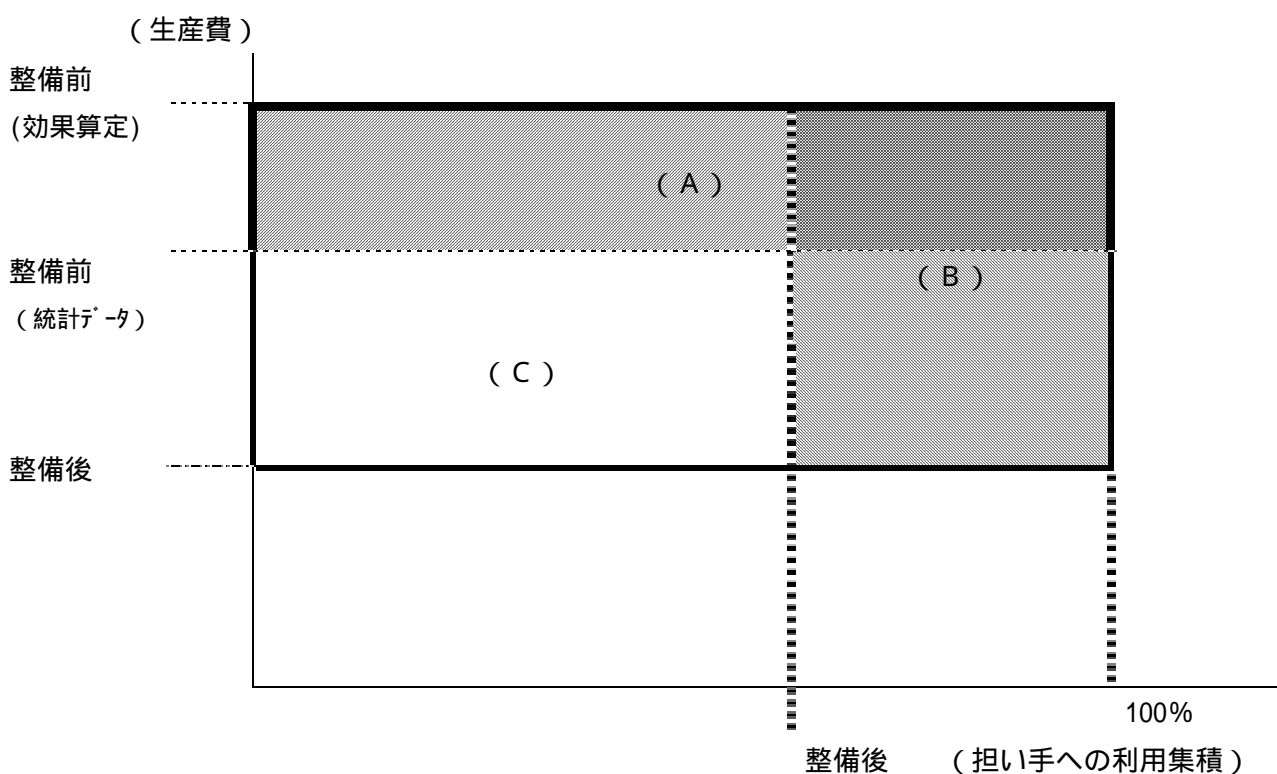 （生産費）
整備前
(効果算定)
（A）
整備前
（統計ﾃﾞｰﾀ）
（B）
（C）
整備後
100%
整備後　（担い手への利用集積）